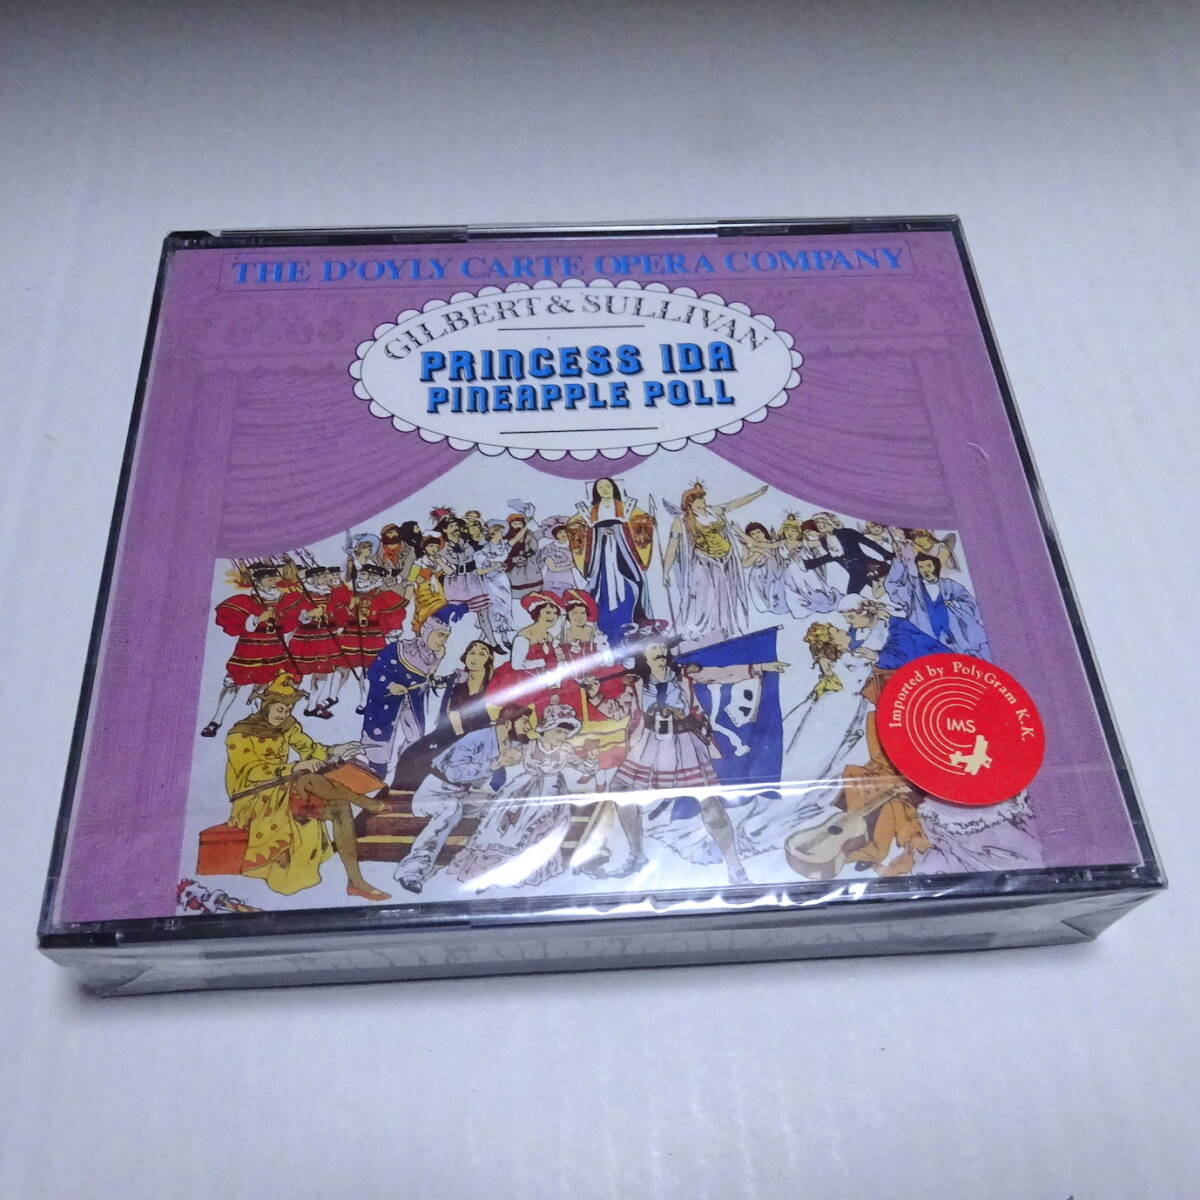 THE D'OYLY CARTE OPERA COMPANY
GILBERT & SULLIVAN
PRINCESS IDA
PINEAPPLE POLL
Imported by PolyGram K.K.
IMS